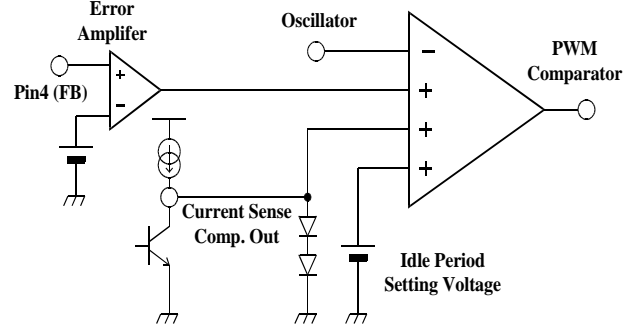 Error
Amplifer
Oscillator
PWM
Comparator
Pin4 (FB)
Current Sense
Comp. Out
Idle Period
Setting Voltage